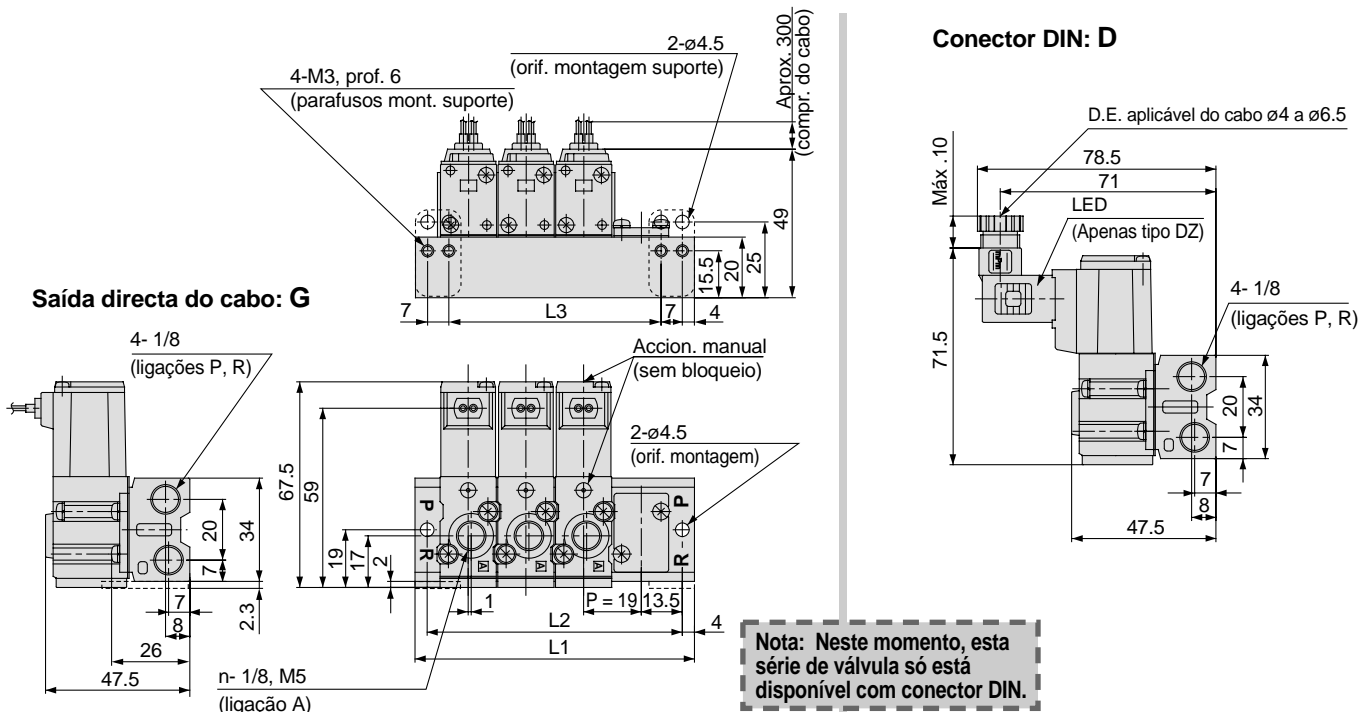 2-ø4.5
(orif. montagem suporte)
4-M3, prof. 6
(parafusos mont. suporte)
Aprox. 300
(compr. do cabo)
49
15.5
20
25
7
L3
7
4
Saída directa do cabo: G
4- 1/8
(ligações P, R)
20
34
7
2.3
7
8
26
47.5
Accion. manual
(sem bloqueio)
2-ø4.5
(orif. montagem)
67.5
59
19
17
2
P
R
P
R
A
A
A
1
P = 19
13.5
L2
4
L1
n- 1/8, M5
(ligação A)
Conector DIN: D
D.E. aplicável do cabo ø4 a ø6.5
78.5
71
Máx .10
LED
(Apenas tipo DZ)
4- 1/8
(ligações P, R)
71.5
20
34
7
7
8
47.5
Nota: Neste momento, esta
série de válvula só está
disponível com conector DIN.